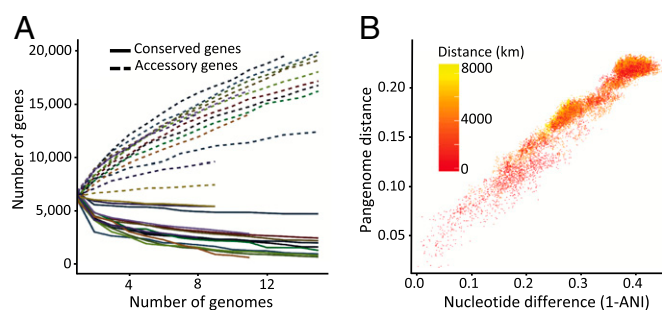 A
Conserved genes
Accessory genes
Number of genes
20,000
15,000
10,000
5,000
0
4
8
12
Number of genomes
B
Distance (km)
8000
4000
0
Pangenome distance
0.20
0.15
0.10
0.05
0.0
0.1
0.2
0.3
0.4
Nucleotide difference (1-ANI)